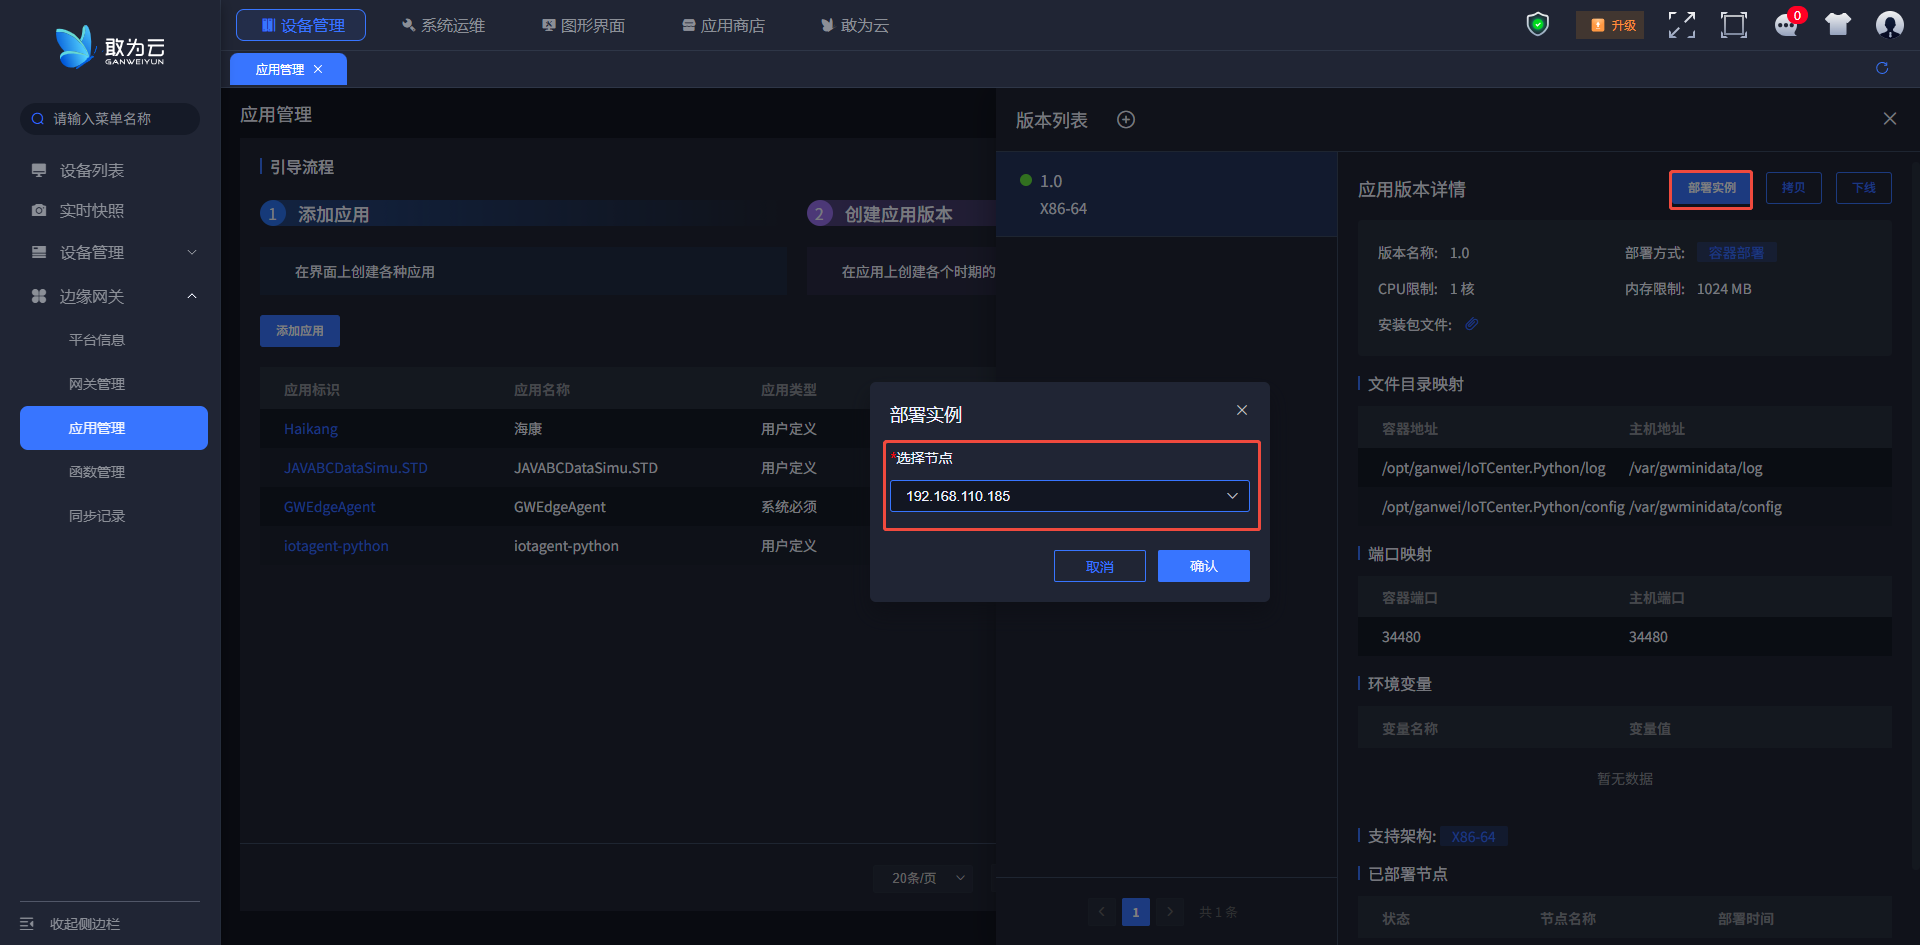 敢为云
GANWEIYUN
设备管理
系统运维
图形界面
应用商店
敢为云
升级
0
应用管理
请输入菜单名称
设备列表
实时快照
设备管理
边缘网关
平台信息
网关管理
应用管理
函数管理
同步记录
收起侧边栏
应用管理
引导流程
1 添加应用
2 创建应用版本
在界面上创建各种应用
在应用上创建各个时期的
添加应用
应用标识 应用名称 应用类型
Haikang 海康 用户定义
JAVABCDataSimu.STD JAVABCDataSimu.STD 用户定义
GWEdgeAgent GWEdgeAgent 系统必须
iotagent-python iotagent-python 用户定义
20条/页
版本列表
1.0
X86-64
1 共 1 条
应用版本详情
部署实例 拷贝 下线
版本名称: 1.0 部署方式: 容器部署
CPU限制: 1 核 内存限制: 1024 MB
安装包文件:
文件目录映射
容器地址 主机地址
/opt/ganwei/IoTCenter.Python/log /var/gwminidata/log
/opt/ganwei/IoTCenter.Python/config /var/gwminidata/config
端口映射
容器端口 主机端口
34480 34480
环境变量
变量名称 变量值
暂无数据
支持架构: X86-64
已部署节点
状态 节点名称 部署时间
部署实例
*选择节点
192.168.110.185
取消 确认